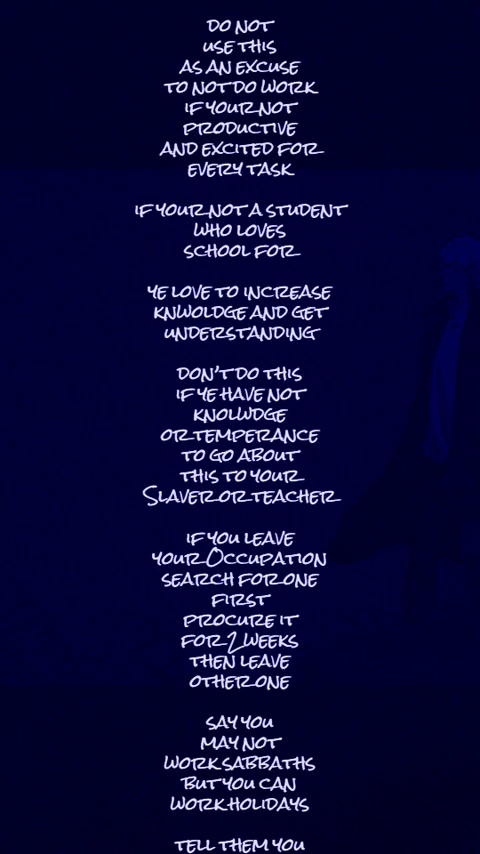 DO NOT
USE THIS
AS AN EXCUSE
TO NOT DO WORK
IF YOUR NOT
PRODUCTIVE
AND EXCITED FOR
EVERY TASK
IF YOUR NOT A STUDENT
WHO LOVES
SCHOOL FOR
YE LOVE TO INCREASE
KNWOLDGE AND GET
UNDERSTANDING
DON'T DO THIS
IF YE HAVE NOT
KNOLWDGE
OR TEMPERANCE
TO GO ABOUT
THIS TO YOUR
SLAVER OR TEACHER
IF YOU LEAVE
YOUR OCCUPATION
SEARCH FOR ONE
FIRST
PROCURE IT
FOR 2 WEEKS
THEN LEAVE
OTHER ONE
SAY YOU
MAY NOT
WORK SABBATHS
BUT YOU CAN
WORK HOLIDAYS
TELL THEM YOU